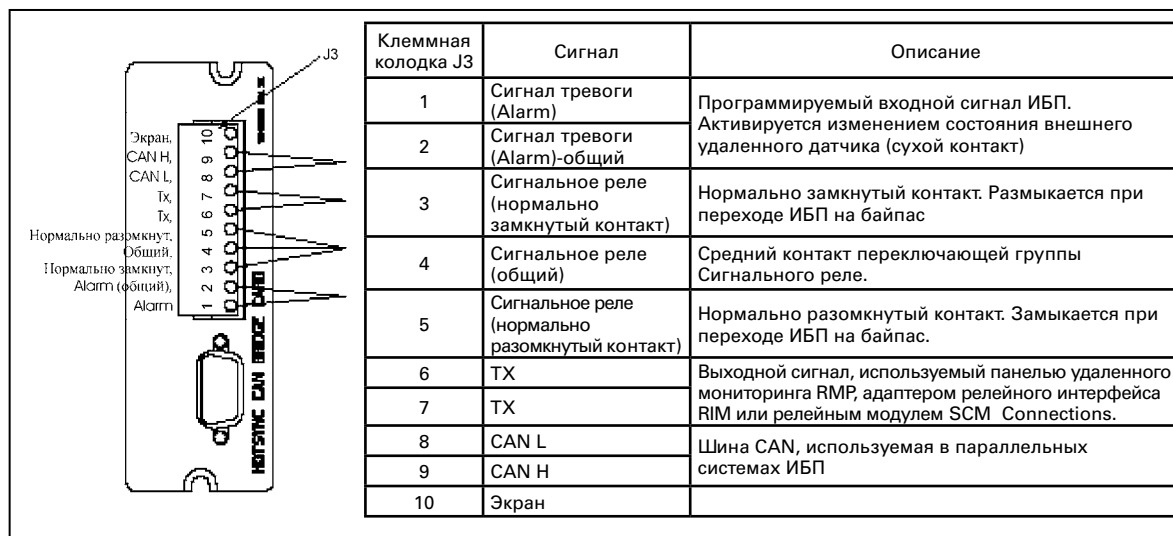 J3
Экран,
CAN H,
CAN L,
Tx,
Tx,
Нормально разомкнут,
Общий,
Нормально замкнут,
Alarm (общий),
Alarm
10
9
8
7
6
5
4
3
2
1
HOTSYNC CAN BRIDGE CARD
Клеммная
колодка J3
Сигнал
Описание
1
Сигнал тревоги
(Alarm)
Программируемый входной сигнал ИБП.
Активируется изменением состояния внешнего
удаленного датчика (сухой контакт)
2
Сигнал тревоги
(Alarm)-общий
3
Сигнальное реле
(нормально
замкнутый контакт)
Нормально замкнутый контакт. Размыкается при
переходе ИБП на байпас
4
Сигнальное реле
(общий)
Средний контакт переключающей группы
Сигнального реле.
5
Сигнальное реле
(нормально
разомкнутый контакт)
Нормально разомкнутый контакт. Замыкается при
переходе ИБП на байпас.
6
TX
Выходной сигнал, используемый панелью удаленного
мониторинга RMP, адаптером релейного интерфейса
RIM или релейным модулем SCM Connections.
7
TX
8
CAN L
Шина CAN, используемая в параллельных
системах ИБП
9
CAN H
10
Экран